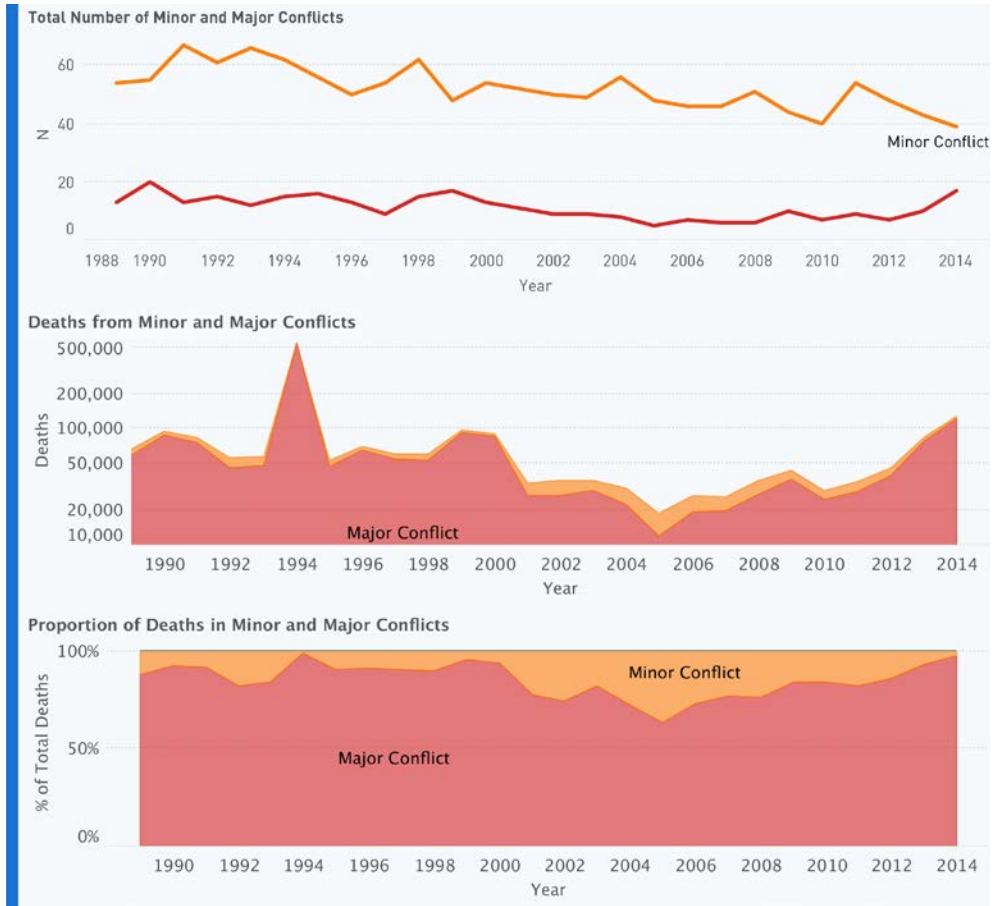 Total Number of Minor and Major Conflicts
60
40
N
Minor Conflict
20
0
1988 1990 1992 1994 1996 1998 2000 2002 2004 2006 2008 2010 2012 2014
Year
Deaths from Minor and Major Conflicts
500,000
200,000
100,000
Deaths
50,000
20,000
10,000
Major Conflict
1990 1992 1994 1996 1998 2000 2002 2004 2006 2008 2010 2012 2014
Year
Proportion of Deaths in Minor and Major Conflicts
100%
Minor Conflict
% of Total Deaths
50%
Major Conflict
0%
1990 1992 1994 1996 1998 2000 2002 2004 2006 2008 2010 2012 2014
Year